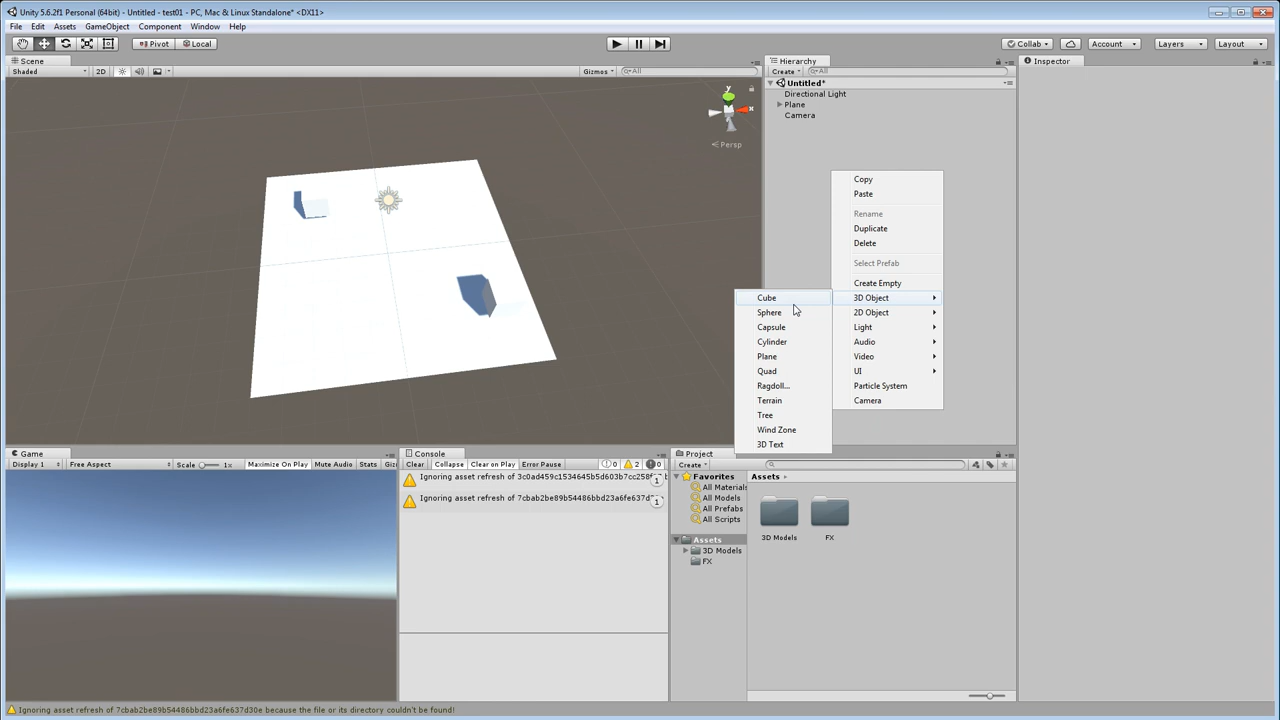 Unity 5.6.2f1 Personal (64bit) - Untitled - test01 - PC, Mac & Linux Standalone* <DX11>
File Edit Assets GameObject Component Window Help
Pivot Local Collab Account Layers Layout
Scene
Shaded 2D Gizmos All
y
x
Persp
Hierarchy
Create All
Untitled*
Directional Light
Plane
Camera
Inspector
Copy
Paste
Rename
Duplicate
Delete
Select Prefab
Create Empty
3D Object
2D Object
Light
Audio
Video
UI
Particle System
Camera
Cube
Sphere
Capsule
Cylinder
Plane
Quad
Ragdoll...
Terrain
Tree
Wind Zone
3D Text
Game
Display 1 Free Aspect Scale Maximize On Play Mute Audio Stats
Console
Clear Collapse Clear on Play Error Pause 0 2 0
Ignoring asset refresh of 3c0ad459c1534645b5d603b7cc258
1
Ignoring asset refresh of 7cbab2be89b54486bbd23a6fe637d
1
Project
Create
Favorites
All Materials
All Models
All Prefabs
All Scripts
Assets
3D Models
FX
Assets
3D Models
FX
Ignoring asset refresh of 7cbab2be89b54486bbd23a6fe637d30e because the file or its directory couldn't be found!